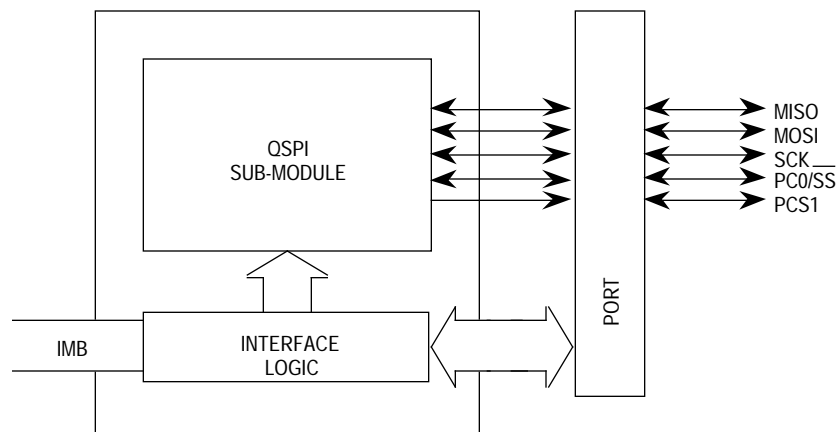 QSPI
SUB-MODULE
MISO
MOSI
SCK
PC0/SS
PCS1
PORT
IMB
INTERFACE
LOGIC